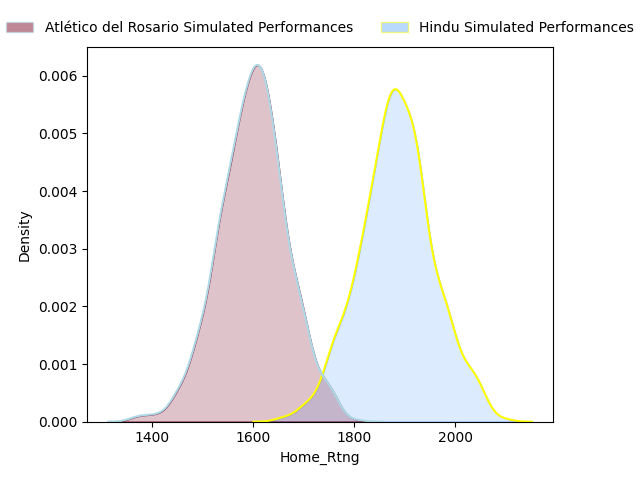 Atlético del Rosario Simulated Performances
Hindu Simulated Performances
0.006
0.005
0.004
0.003
0.002
0.001
0.000
Density
1400
1600
1800
2000
Home_Rtng